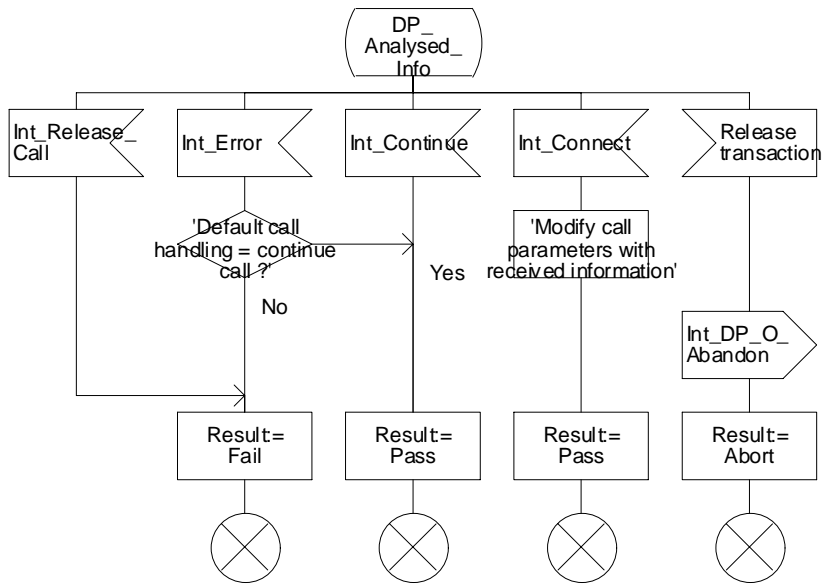 DP_
Analysed_
Info
Int_Release_
Call
Int_Error
Int_Continue
Int_Connect
Release
transaction
'Default call
handling = continue
call ?'
Yes
No
'Modify call
parameters with
received information'
Int_DP_O_
Abandon
Result=
Fail
Result=
Pass
Result=
Pass
Result=
Abort